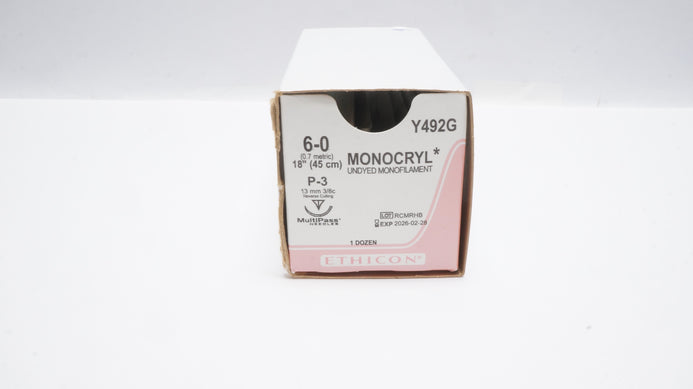 Y492G
6-0
(0.7 metric)
18" (45 cm)
MONOCRYL*
UNDYED MONOFILAMENT
P-3
13 mm 3/8c
Reverse Cutting
MultiPass*
NEEDLES
LOT RCMRHB
EXP 2026-02-28
1 DOZEN
ETHICON*